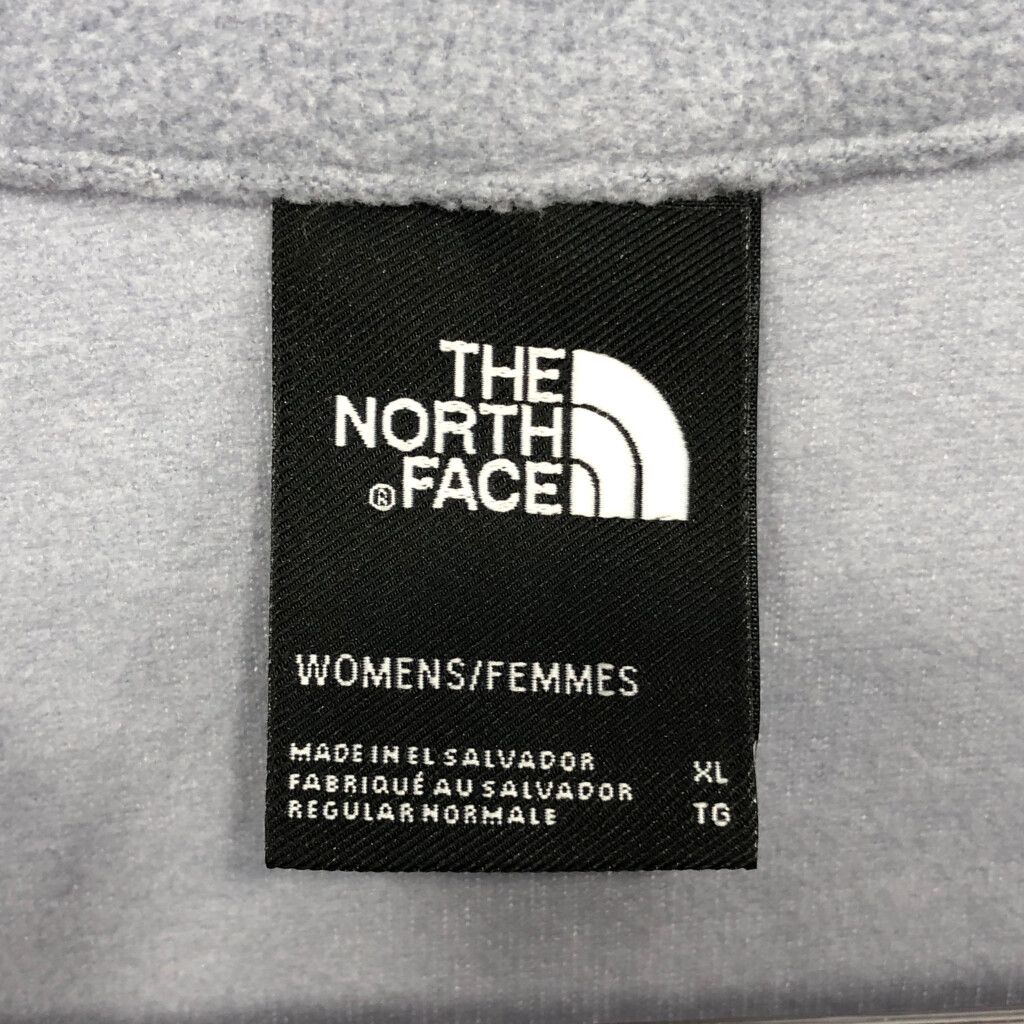 THE
NORTH
® FACE
WOMENS/FEMMES
MADE IN EL SALVADOR
FABRIQUÉ AU SALVADOR
REGULAR NORMALE
XL
TG